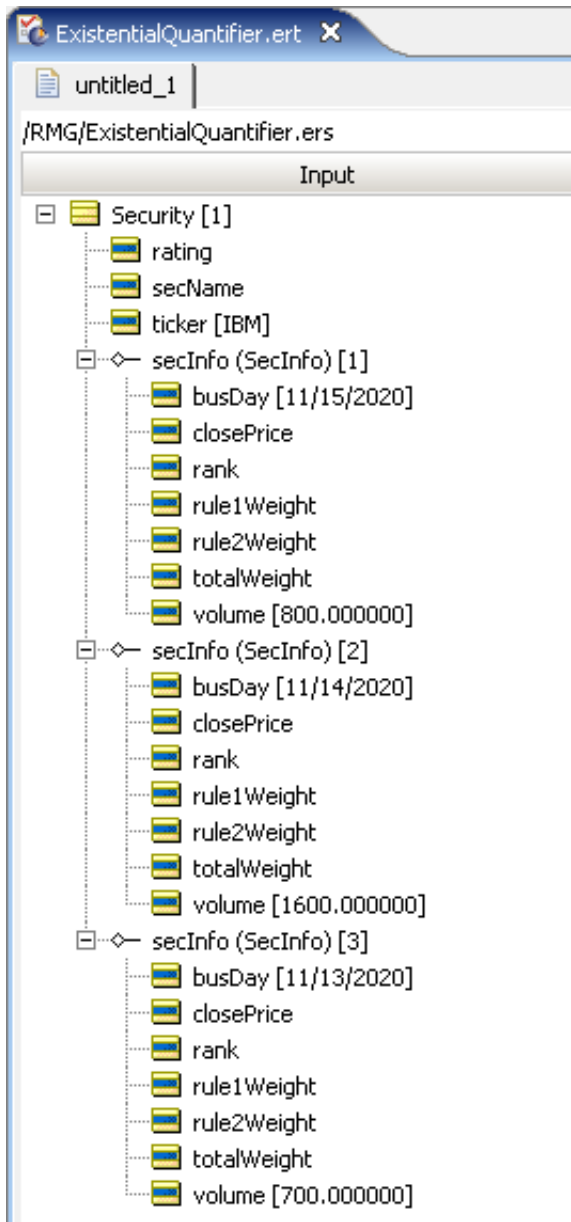 ExistentialQuantifier.ert
untitled_1
/RMG/ExistentialQuantifier.ers
Input
Security [1]
rating
secName
ticker [IBM]
secInfo (SecInfo) [1]
busDay [11/15/2020]
closePrice
rank
rule1Weight
rule2Weight
totalWeight
volume [800.000000]
secInfo (SecInfo) [2]
busDay [11/14/2020]
closePrice
rank
rule1Weight
rule2Weight
totalWeight
volume [1600.000000]
secInfo (SecInfo) [3]
busDay [11/13/2020]
closePrice
rank
rule1Weight
rule2Weight
totalWeight
volume [700.000000]